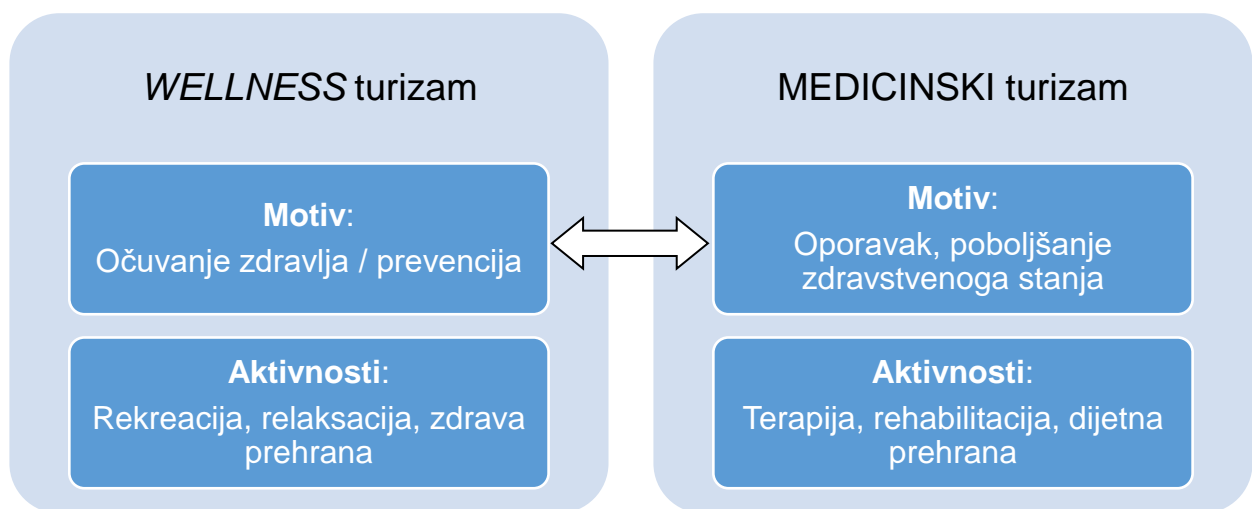 WELLNESS turizam
Motiv:
Očuvanje zdravlja / prevencija
Aktivnosti:
Rekreacija, relaksacija, zdrava
prehrana
MEDICINSKI turizam
Motiv:
Oporavak, poboljšanje
zdravstvenoga stanja
Aktivnosti:
Terapija, rehabilitacija, dijetna
prehrana